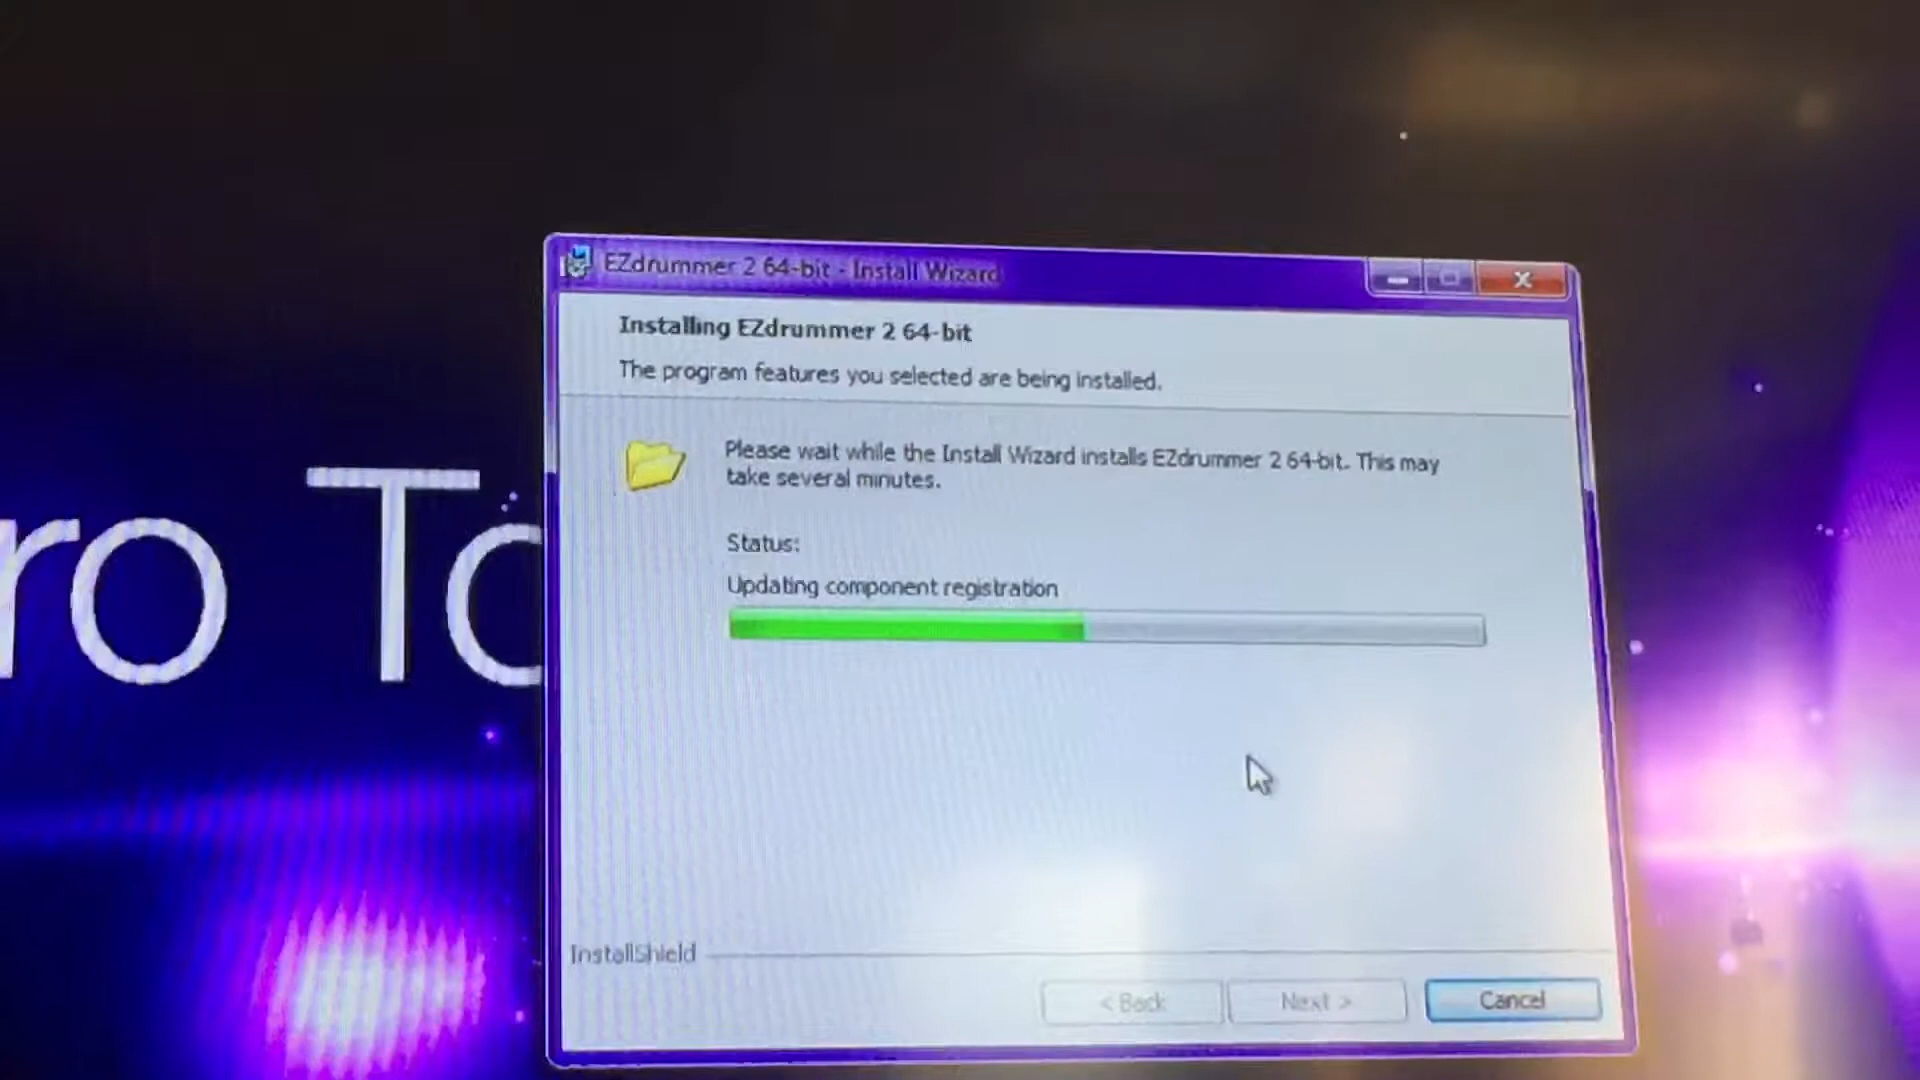 EZdrummer 2 64-bit - Install Wizard
Installing EZdrummer 2 64-bit
The program features you selected are being installed.
Please wait while the Install Wizard installs EZdrummer 2 64-bit. This may
take several minutes.
ro To
Status:
Updating component registration
InstallShield
< Back
Next >
Cancel